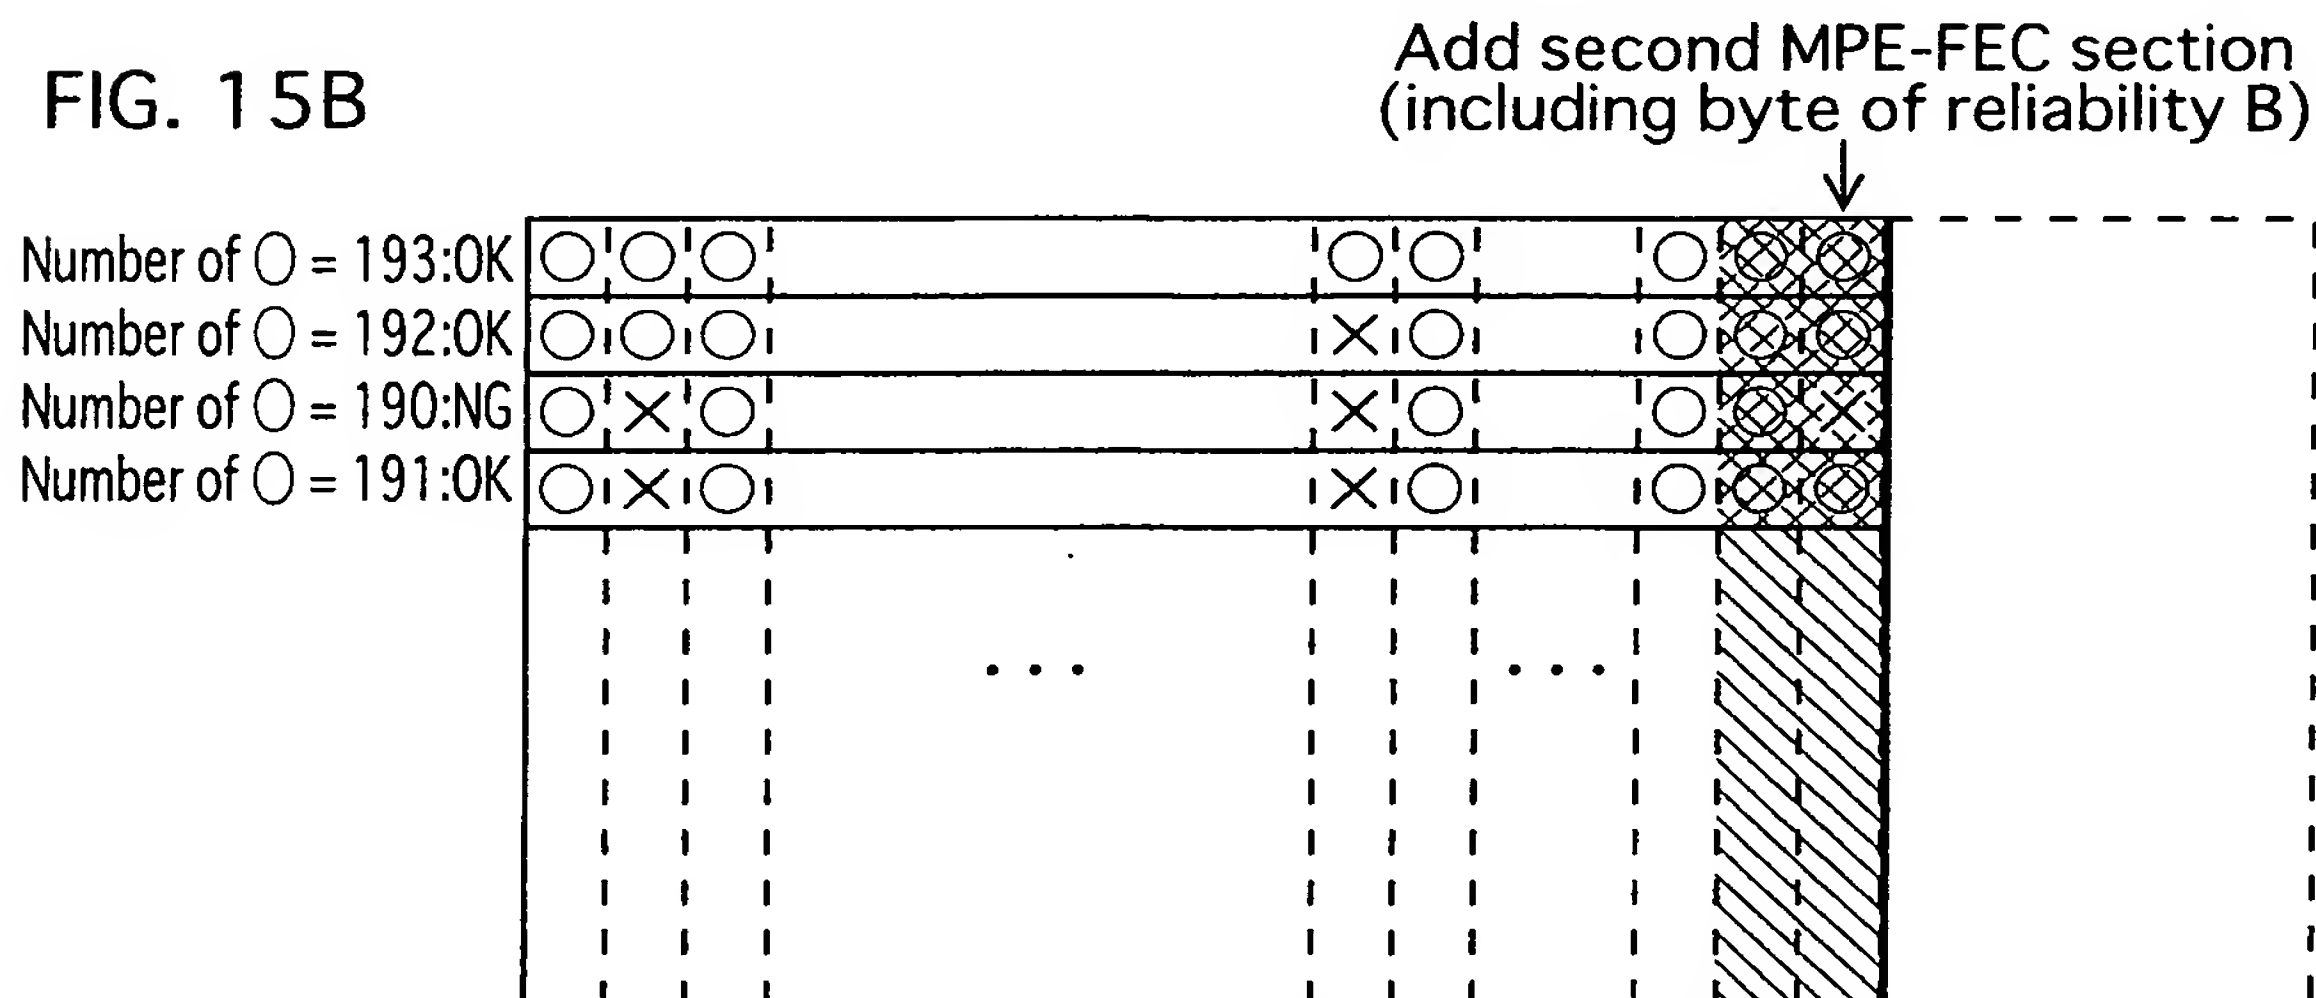 FIG. 15B
Add second MPE-FEC section
(including byte of reliability B)
Number of ○ = 193:OK
Number of ○ = 192:OK
Number of ○ = 190:NG
Number of ○ = 191:OK
... ...